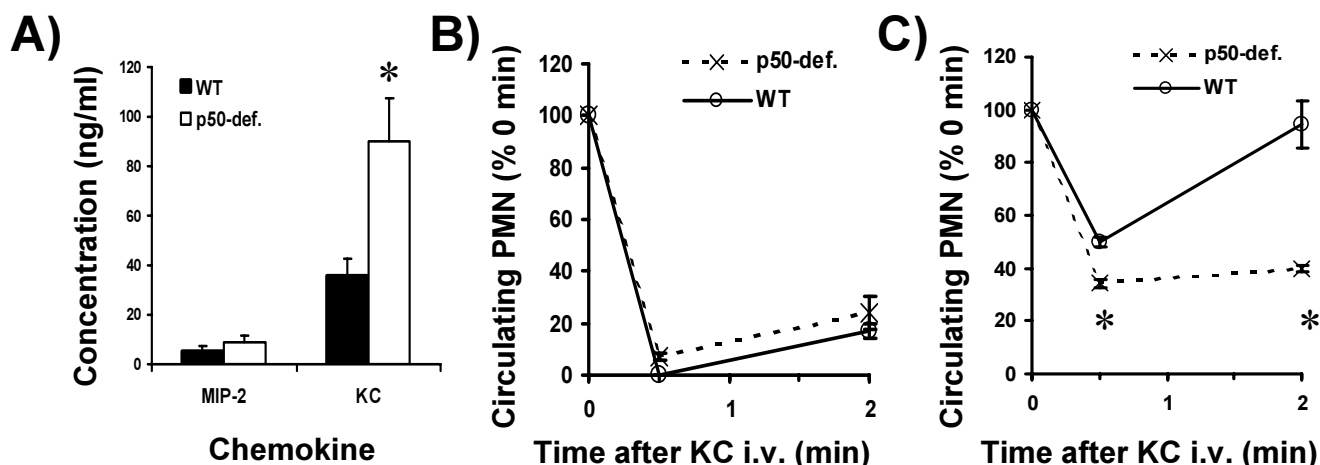 A)
Concentration (ng/ml)
120
100
80
60
40
20
0
WT
p50-def.
*
MIP-2
KC
Chemokine
B)
Circulating PMN (% 0 min)
120
100
80
60
40
20
0
p50-def.
WT
0
1
2
Time after KC i.v. (min)
C)
Circulating PMN (% 0 min)
120
100
80
60
40
20
0
p50-def.
WT
*
*
0
1
2
Time after KC i.v. (min)